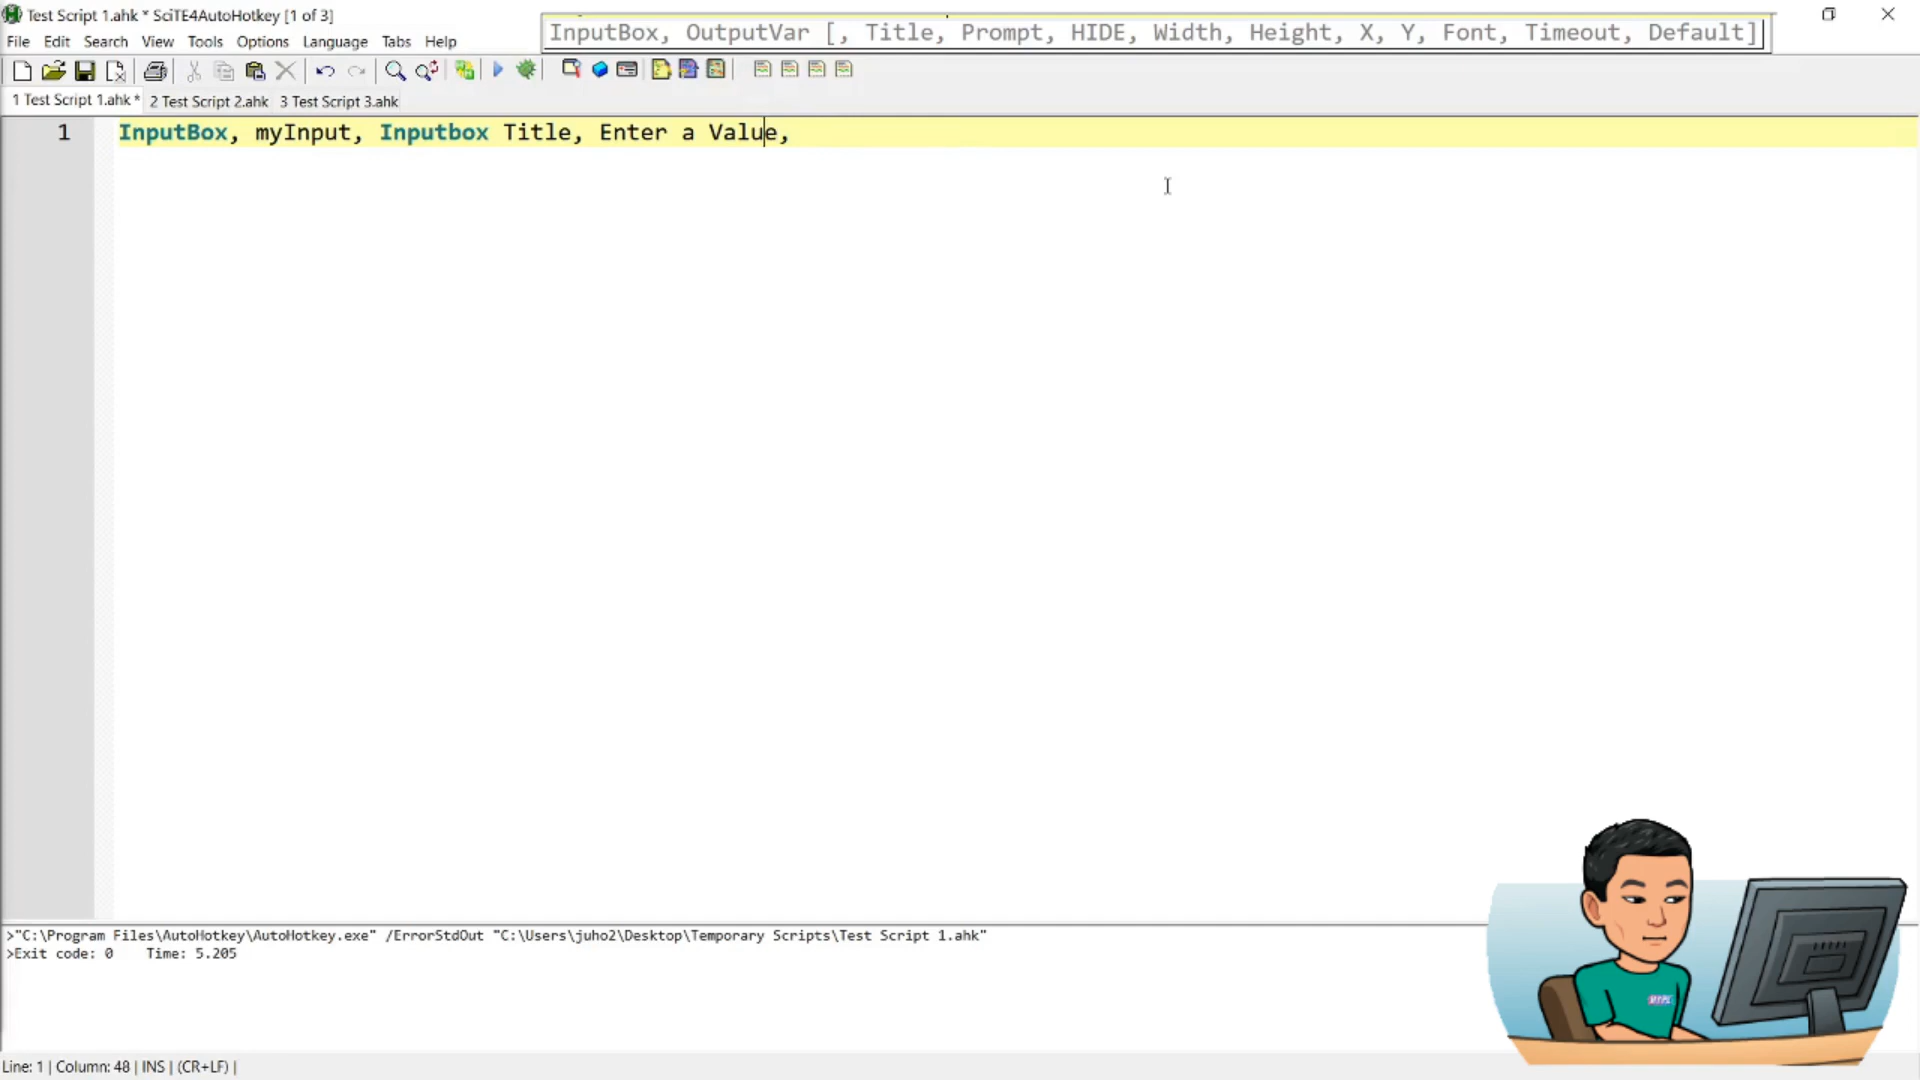 Test Script 1.ahk * SciTE4AutoHotkey [1 of 3]
File Edit Search View Tools Options Language Tabs Help
InputBox, OutputVar [, Title, Prompt, HIDE, Width, Height, X, Y, Font, Timeout, Default]
1 Test Script 1.ahk * 2 Test Script 2.ahk 3 Test Script 3.ahk
1 InputBox, myInput, Inputbox Title, Enter a Value,
>"C:\Program Files\AutoHotkey\AutoHotkey.exe" /ErrorStdOut "C:\Users\juho2\Desktop\Temporary Scripts\Test Script 1.ahk"
>Exit code: 0 Time: 5.205
Line: 1 | Column: 48 | INS | (CR+LF) |